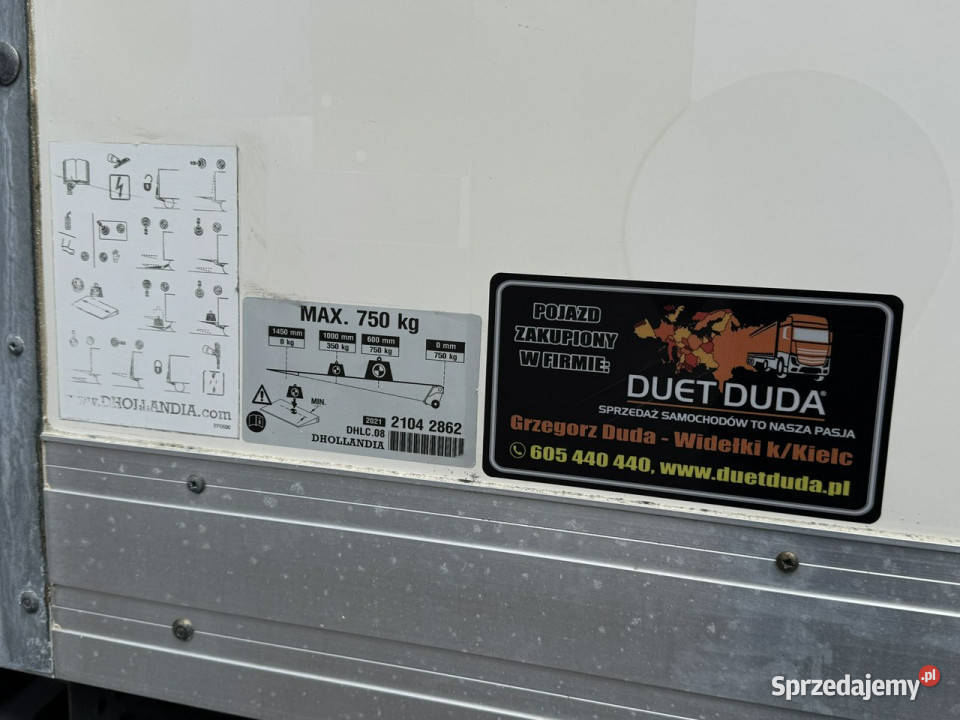 www.DHOLLANDIA.com
MAX. 750 kg
1450 mm
0 kg
1000 mm
350 kg
600 mm
750 kg
0 mm
750 kg
MIN.
2021 2104 2862
DHLC.08
DHOLLANDIA
POJAZD
ZAKUPIONY
W FIRMIE:
DUET DUDA®
SPRZEDAŻ SAMOCHODÓW TO NASZA PASJA
Grzegorz Duda - Widełki k/Kielc
605 440 440, www.duetduda.pl
Sprzedajemy.pl